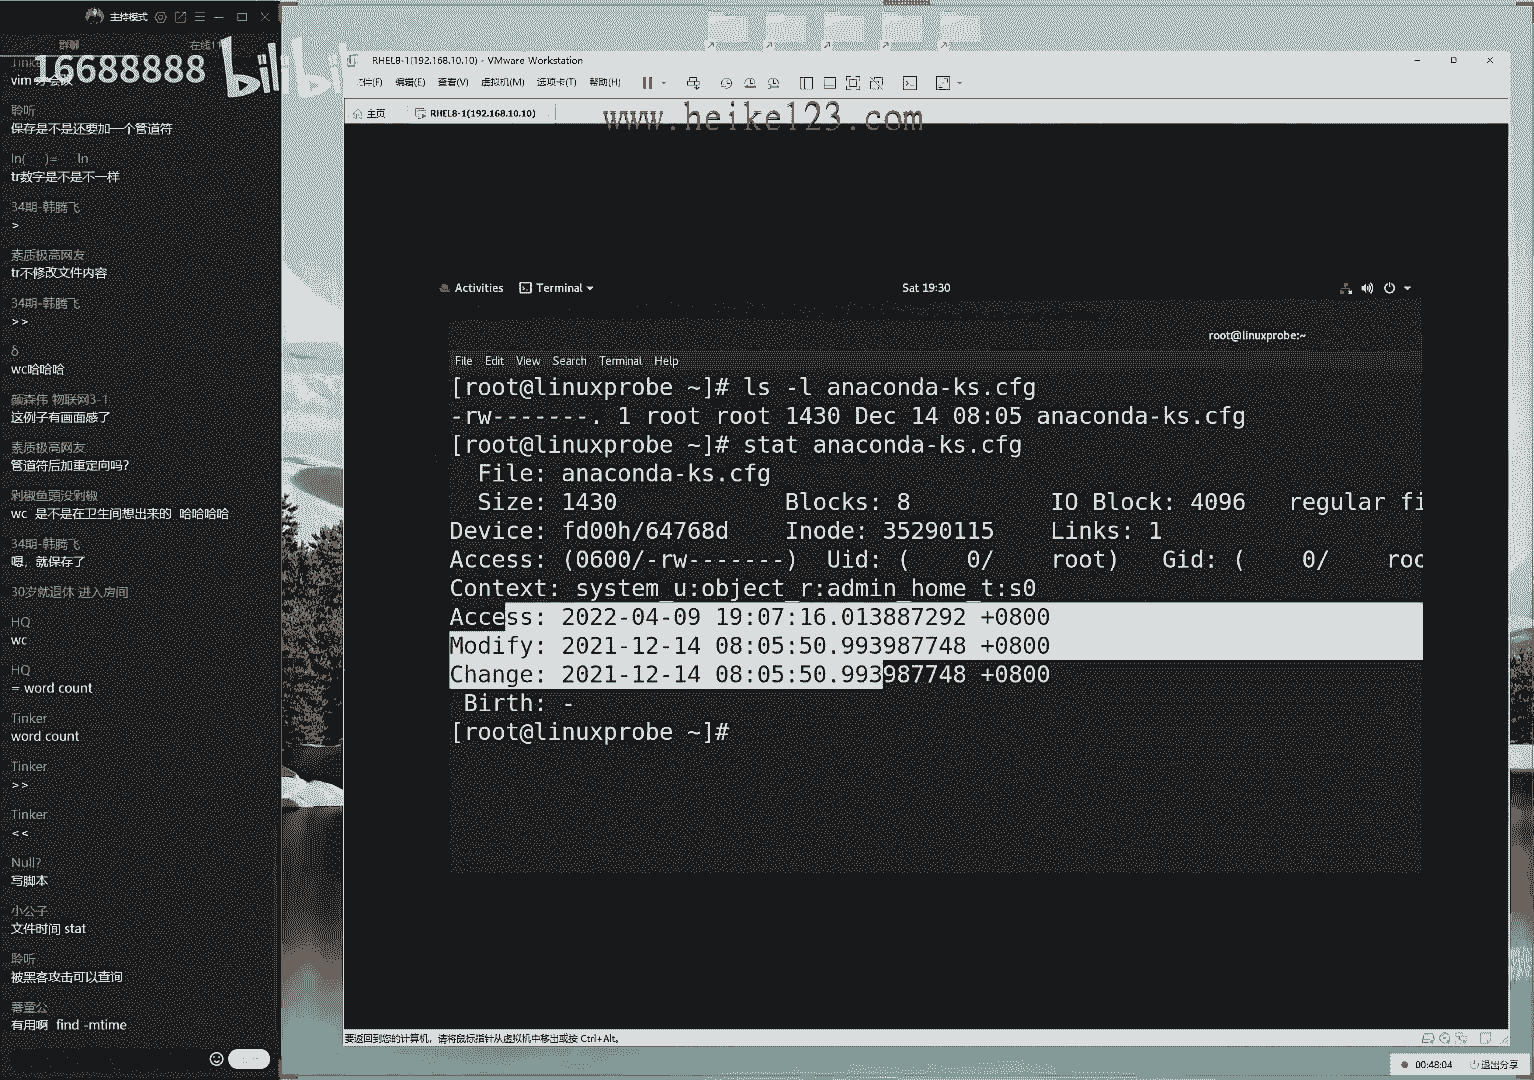 主持模式
群聊
在线1
16688888
bilibili
vim
聆听
保存是不是还要加一个管道符
ln( )= ln
tr数字是不是不一样
34期-韩腾飞
>
素质极高网友
tr不修改文件内容
34期-韩腾飞
>>
δ
wc哈哈哈
颜森伟 物联网3-1
这例子有画面感了
素质极高网友
管道符后加重定向吗?
剁椒鱼頭没剁椒
wc 是不是在卫生间想出来的 哈哈哈哈
34期-韩腾飞
嗯，就保存了
30岁就退休 进入房间
HQ
wc
HQ
= word count
Tinker
word count
Tinker
>>
Tinker
<<
Null?
写脚本
小公子
文件时间 stat
聆听
被黑客攻击可以查询
晋童公
有用啊 find -mtime
RHEL8-1(192.168.10.10) - VMware Workstation
文件(F) 编辑(E) 查看(V) 虚拟机(M) 选项卡(T) 帮助(H)
主页 RHEL8-1(192.168.10.10)
www.heike123.com
Activities Terminal Sat 19:30
root@linuxprobe:~
File Edit View Search Terminal Help
[root@linuxprobe ~]# ls -l anaconda-ks.cfg
-rw-------. 1 root root 1430 Dec 14 08:05 anaconda-ks.cfg
[root@linuxprobe ~]# stat anaconda-ks.cfg
File: anaconda-ks.cfg
Size: 1430 Blocks: 8 IO Block: 4096 regular fi
Device: fd00h/64768d Inode: 35290115 Links: 1
Access: (0600/-rw-------) Uid: ( 0/ root) Gid: ( 0/ roo
Context: system_u:object_r:admin_home_t:s0
Access: 2022-04-09 19:07:16.013887292 +0800
Modify: 2021-12-14 08:05:50.993987748 +0800
Change: 2021-12-14 08:05:50.993987748 +0800
Birth: -
[root@linuxprobe ~]#
要返回到您的计算机，请将鼠标指针从虚拟机中移出或按 Ctrl+Alt。
00:48:04 退出分享